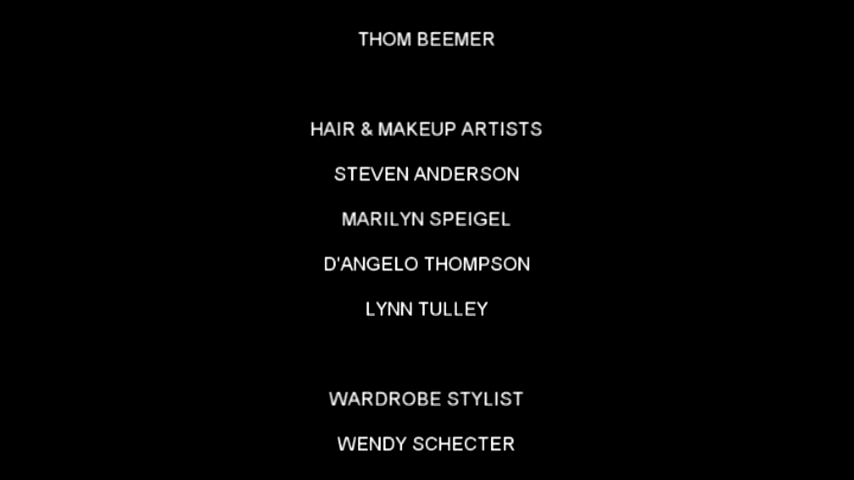 THOM BEEMER
HAIR & MAKEUP ARTISTS
STEVEN ANDERSON
MARILYN SPEIGEL
D'ANGELO THOMPSON
LYNN TULLEY
WARDROBE STYLIST
WENDY SCHECTER